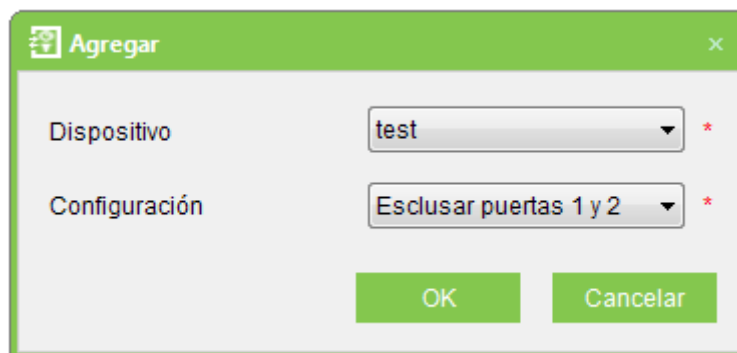 Agregar
Dispositivo test *
Configuración Esclusar puertas 1 y 2 *
OK Cancelar